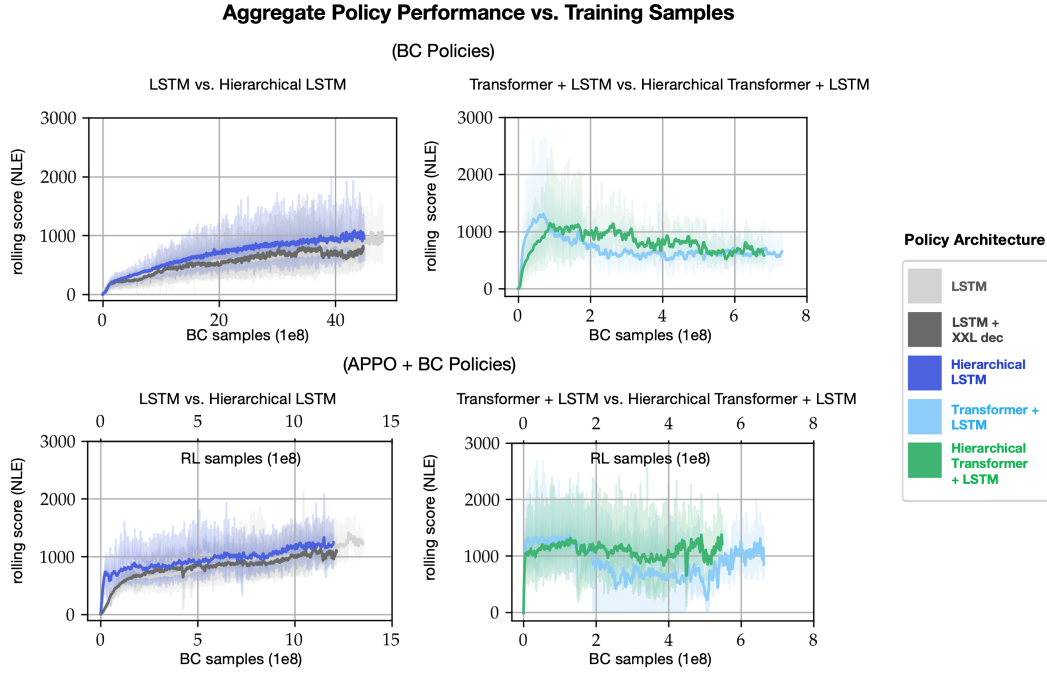 Aggregate Policy Performance vs. Training Samples
(BC Policies)
LSTM vs. Hierarchical LSTM
3000
2000
1000
0
rolling score (NLE)
0 20 40
BC samples (1e8)
Transformer + LSTM vs. Hierarchical Transformer + LSTM
3000
2000
1000
0
rolling score (NLE)
0 2 4 6 8
BC samples (1e8)
(APPO + BC Policies)
LSTM vs. Hierarchical LSTM
0 5 10 15
RL samples (1e8)
3000
2000
1000
0
rolling score (NLE)
0 5 10 15
BC samples (1e8)
Transformer + LSTM vs. Hierarchical Transformer + LSTM
0 2 4 6 8
RL samples (1e8)
3000
2000
1000
0
rolling score (NLE)
0 2 4 6 8
BC samples (1e8)
Policy Architecture
LSTM
LSTM +
XXL dec
Hierarchical
LSTM
Transformer +
LSTM
Hierarchical
Transformer
+ LSTM